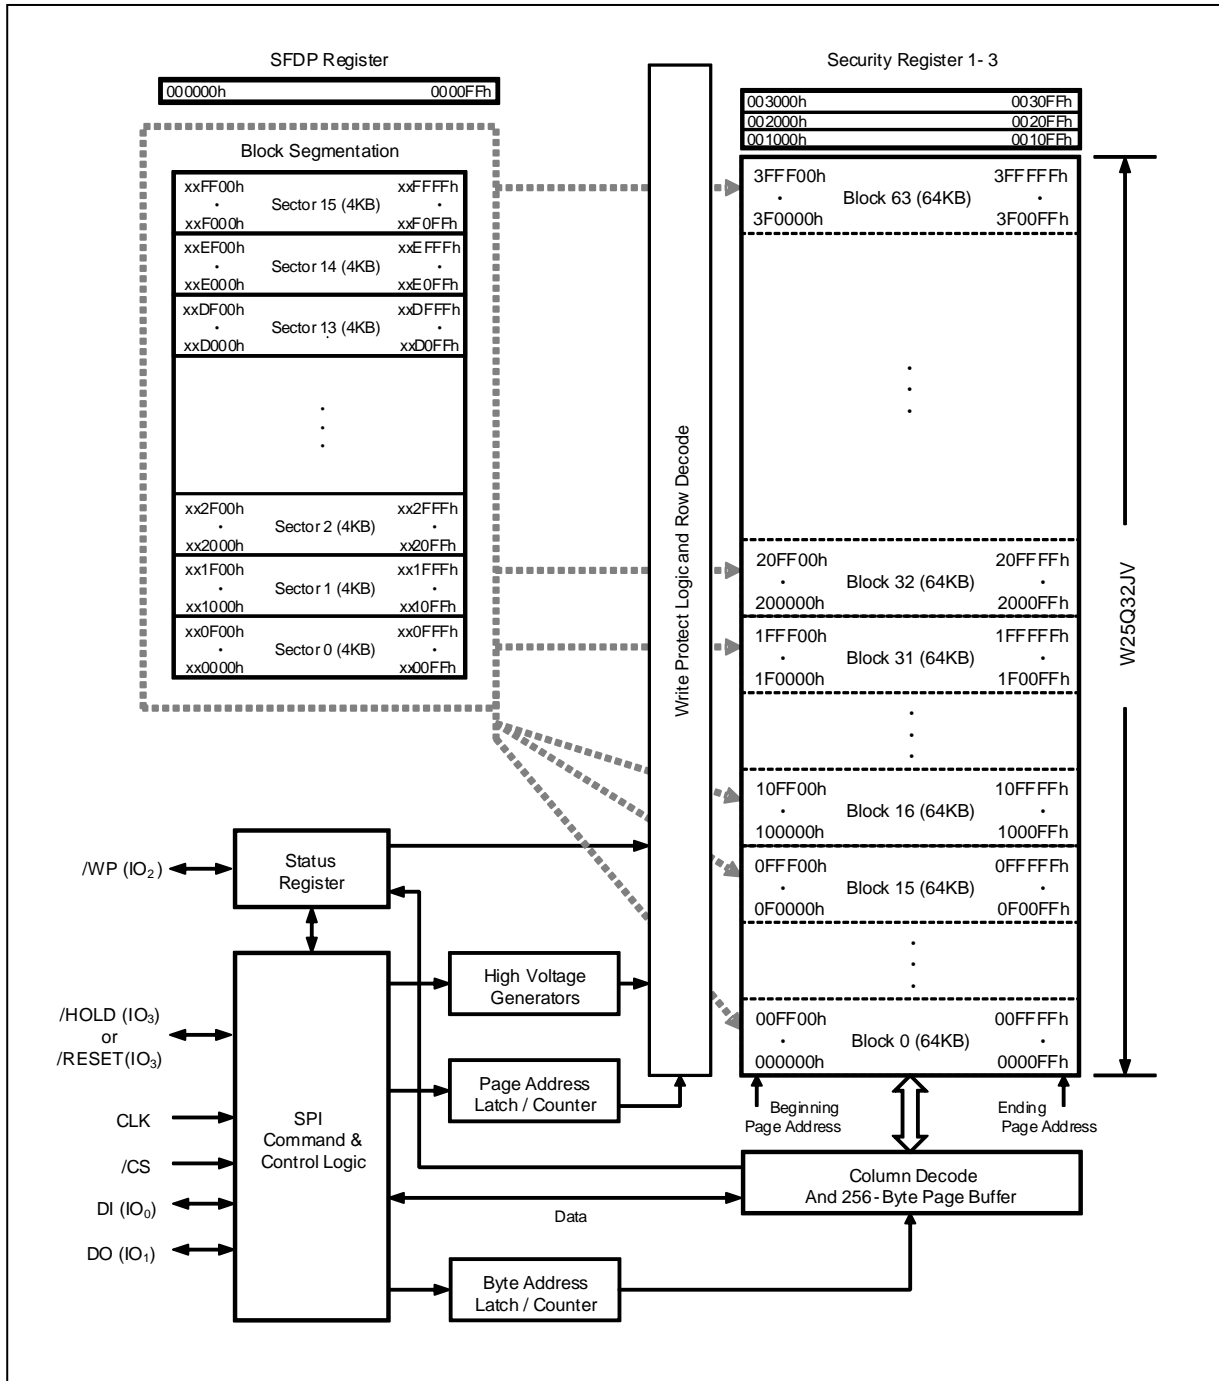 SFDP Register
000000h 0000FFh
Block Segmentation
xxFF00h xxFFFFh
Sector 15 (4KB)
xxF000h xxF0FFh
xxEF00h xxEFFFh
Sector 14 (4KB)
xxE000h xxE0FFh
xxDF00h xxDFFFh
Sector 13 (4KB)
xxD000h xxD0FFh
xx2F00h xx2FFFh
Sector 2 (4KB)
xx2000h xx20FFh
xx1F00h xx1FFFh
Sector 1 (4KB)
xx1000h xx10FFh
xx0F00h xx0FFFh
Sector 0 (4KB)
xx0000h xx00FFh
Write Protect Logic and Row Decode
Security Register 1- 3
003000h 0030FFh
002000h 0020FFh
001000h 0010FFh
3FFF00h 3FFFFFh
Block 63 (64KB)
3F0000h 3F00FFh
20FF00h 20FFFFh
Block 32 (64KB)
200000h 2000FFh
1FFF00h 1FFFFFh
Block 31 (64KB)
1F0000h 1F00FFh
10FF00h 10FFFFh
Block 16 (64KB)
100000h 1000FFh
0FFF00h 0FFFFFh
Block 15 (64KB)
0F0000h 0F00FFh
00FF00h 00FFFFh
Block 0 (64KB)
000000h 0000FFh
W25Q32JV
Beginning
Page Address
Ending
Page Address
/WP (IO₂)
Status
Register
/HOLD (IO₃)
or
/RESET(IO₃)
CLK
/CS
DI (IO₀)
DO (IO₁)
SPI
Command &
Control Logic
High Voltage
Generators
Page Address
Latch / Counter
Column Decode
And 256- Byte Page Buffer
Data
Byte Address
Latch / Counter